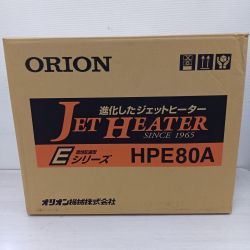 ORION
進化したジェットヒーター
JET HEATER
SINCE 1965
Eシリーズ
HPE80A
オリオン機械株式会社